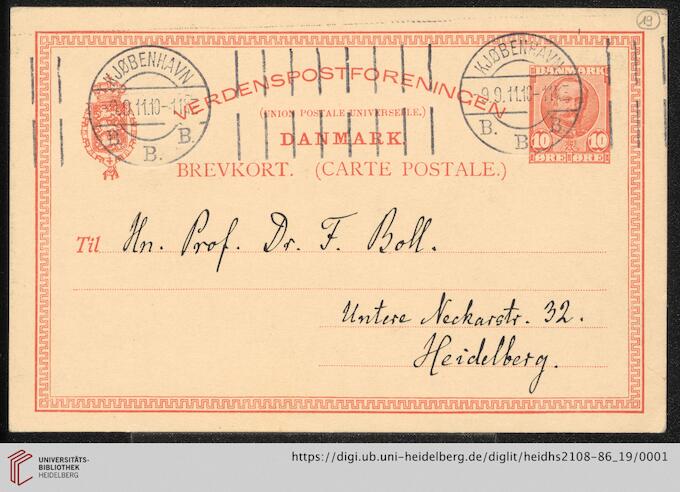 19
KJØBENHAVN
9.9.11.10-11E
B. B. B.
VERDENSPOSTFORENINGEN
(UNION POSTALE UNIVERSELLE.)
DANMARK.
BREVKORT. (CARTE POSTALE.)
KJØBENHAVN
9.9.11.10-11E
B. B. B.
DANMARK
10 10
ØRE ØRE
Til Hn. Prof. Dr. F. Boll.
Untere Neckarstr. 32.
Heidelberg.
UNIVERSITÄTS-
BIBLIOTHEK
HEIDELBERG
https://digi.ub.uni-heidelberg.de/diglit/heidhs2108-86_19/0001